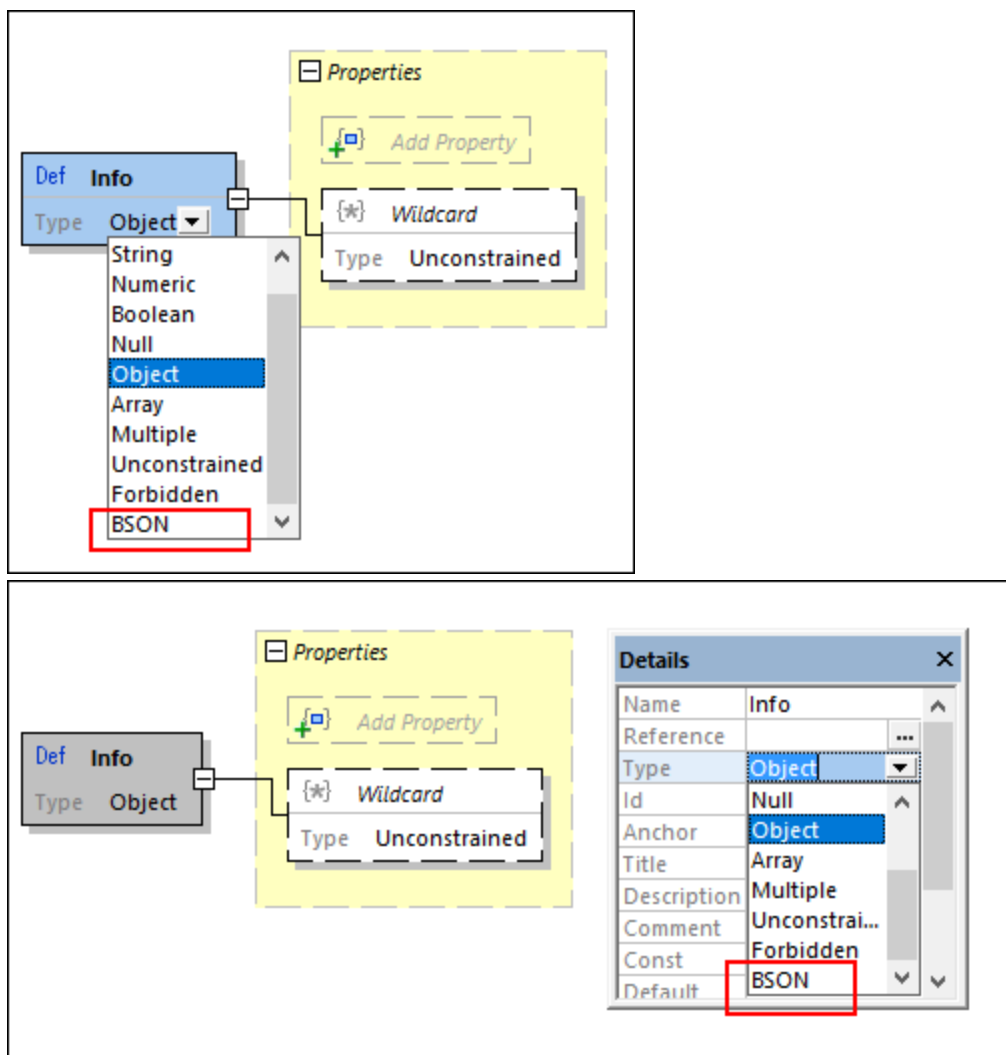 Properties
Add Property
Def Info
Type Object
Wildcard
Type Unconstrained
String
Numeric
Boolean
Null
Object
Array
Multiple
Unconstrained
Forbidden
BSON
Properties
Add Property
Def Info
Type Object
Wildcard
Type Unconstrained
Details
Name Info
Reference ...
Type Object
Id
Anchor
Title
Description
Comment
Const
Default
Null
Object
Array
Multiple
Unconstrai...
Forbidden
BSON